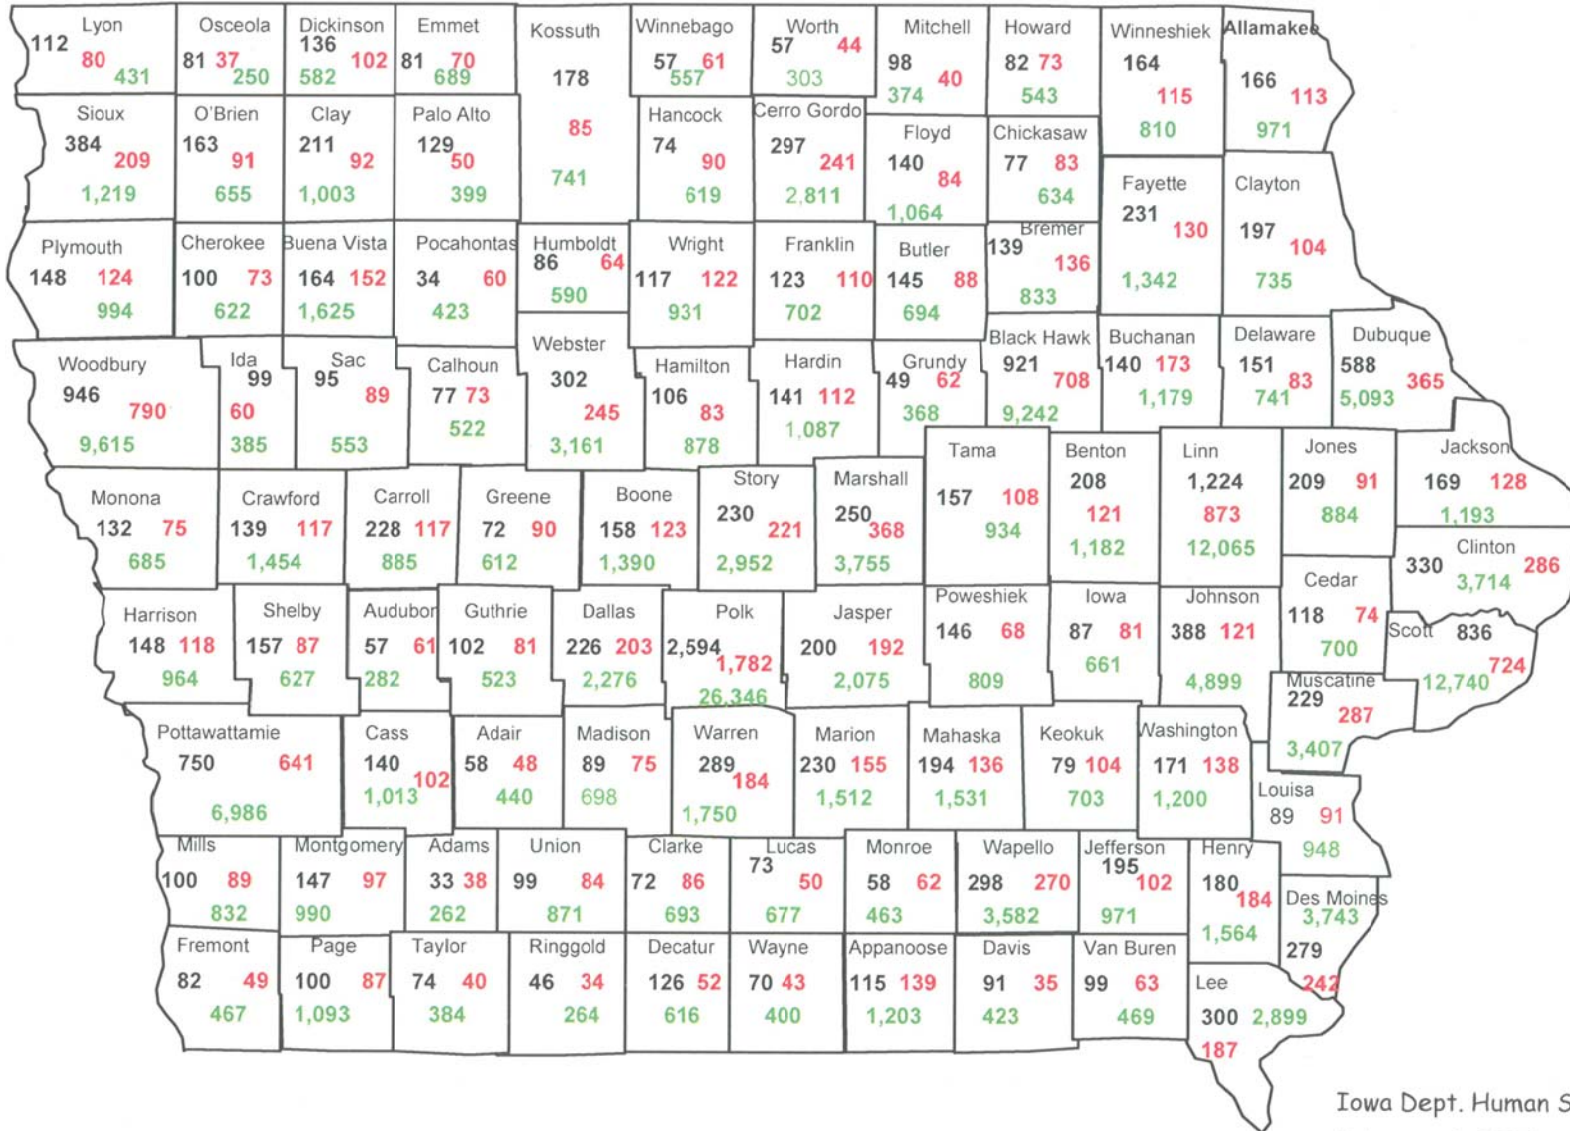 Lyon
112
80
431
Osceola
81 37
250
Dickinson
136
102
582
Emmet
81 70
689
Kossuth
178
85
741
Winnebago
57 61
557
Worth
57 44
303
Mitchell
98
40
374
Howard
82 73
543
Winneshiek
164
115
810
Allamakee
166
113
971
Sioux
384
209
1,219
O'Brien
163
91
655
Clay
211
92
1,003
Palo Alto
129
50
399
Hancock
74
90
619
Cerro Gordo
297
241
2,811
Floyd
140
84
1,064
Chickasaw
77 83
634
Fayette
231
130
1,342
Clayton
197
104
735
Plymouth
148 124
994
Cherokee
100 73
622
Buena Vista
164 152
1,625
Pocahontas
34 60
423
Humboldt
86 64
590
Wright
117 122
931
Franklin
123 110
702
Butler
145 88
694
Bremer
139
136
833
Woodbury
946
790
9,615
Ida
99
60
385
Sac
95
89
553
Calhoun
77 73
522
Webster
302
245
3,161
Hamilton
106
83
878
Hardin
141 112
1,087
Grundy
49 62
368
Black Hawk
921
708
9,242
Buchanan
140 173
1,179
Delaware
151
83
741
Dubuque
588
365
5,093
Monona
132 75
685
Crawford
139 117
1,454
Carroll
228 117
885
Greene
72 90
612
Boone
158 123
1,390
Story
230
221
2,952
Marshall
250
368
3,755
Tama
157 108
934
Benton
208
121
1,182
Linn
1,224
873
12,065
Jones
209 91
884
Jackson
169 128
1,193
Clinton
330 286
3,714
Harrison
148 118
964
Shelby
157 87
627
Audubon
57 61
282
Guthrie
102 81
523
Dallas
226 203
2,276
Polk
2,594
1,782
26,346
Jasper
200 192
2,075
Poweshiek
146 68
809
Iowa
87 81
661
Johnson
388 121
4,899
Cedar
118 74
700
Scott 836
724
12,740
Muscatine
229
287
3,407
Pottawattamie
750 641
6,986
Cass
140
102
1,013
Adair
58 48
440
Madison
89 75
698
Warren
289
184
1,750
Marion
230 155
1,512
Mahaska
194 136
1,531
Keokuk
79 104
703
Washington
171 138
1,200
Louisa
89 91
948
Mills
100 89
832
Montgomery
147 97
990
Adams
33 38
262
Union
99 84
871
Clarke
72 86
693
Lucas
73
50
677
Monroe
58 62
463
Wapello
298 270
3,582
Jefferson
195
102
971
Henry
180
184
1,564
Des Moines
3,743
279
242
Fremont
82 49
467
Page
100 87
1,093
Taylor
74 40
384
Ringgold
46 34
264
Decatur
126 52
616
Wayne
70 43
400
Appanoose
115 139
1,203
Davis
91 35
423
Van Buren
99 63
469
Lee
300 2,899
187
Iowa Dept. Human S